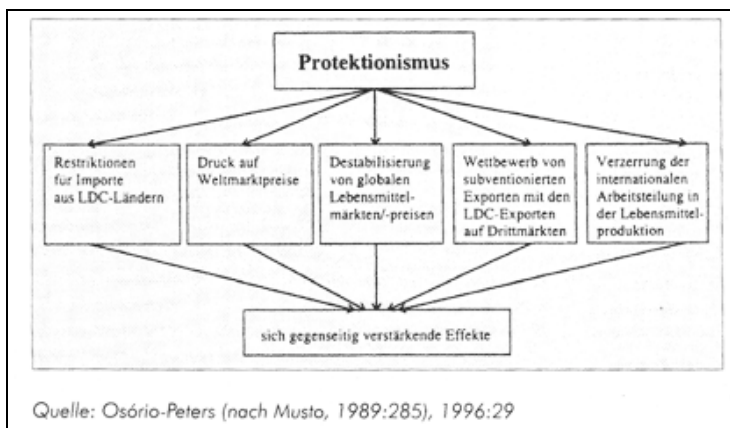 Protektionismus
Restriktionen
für Importe
aus LDC-Ländern
Druck auf
Weltmarktpreise
Destabilisierung
von globalen
Lebensmittel-
märkten/-preisen
Wettbewerb von
subventionierten
Exporten mit den
LDC-Exporten
auf Drittmärkten
Verzerrung der
internationalen
Arbeitsteilung in
der Lebensmittel-
produktion
sich gegenseitig verstärkende Effekte
Quelle: Osório-Peters (nach Musto, 1989:285), 1996:29